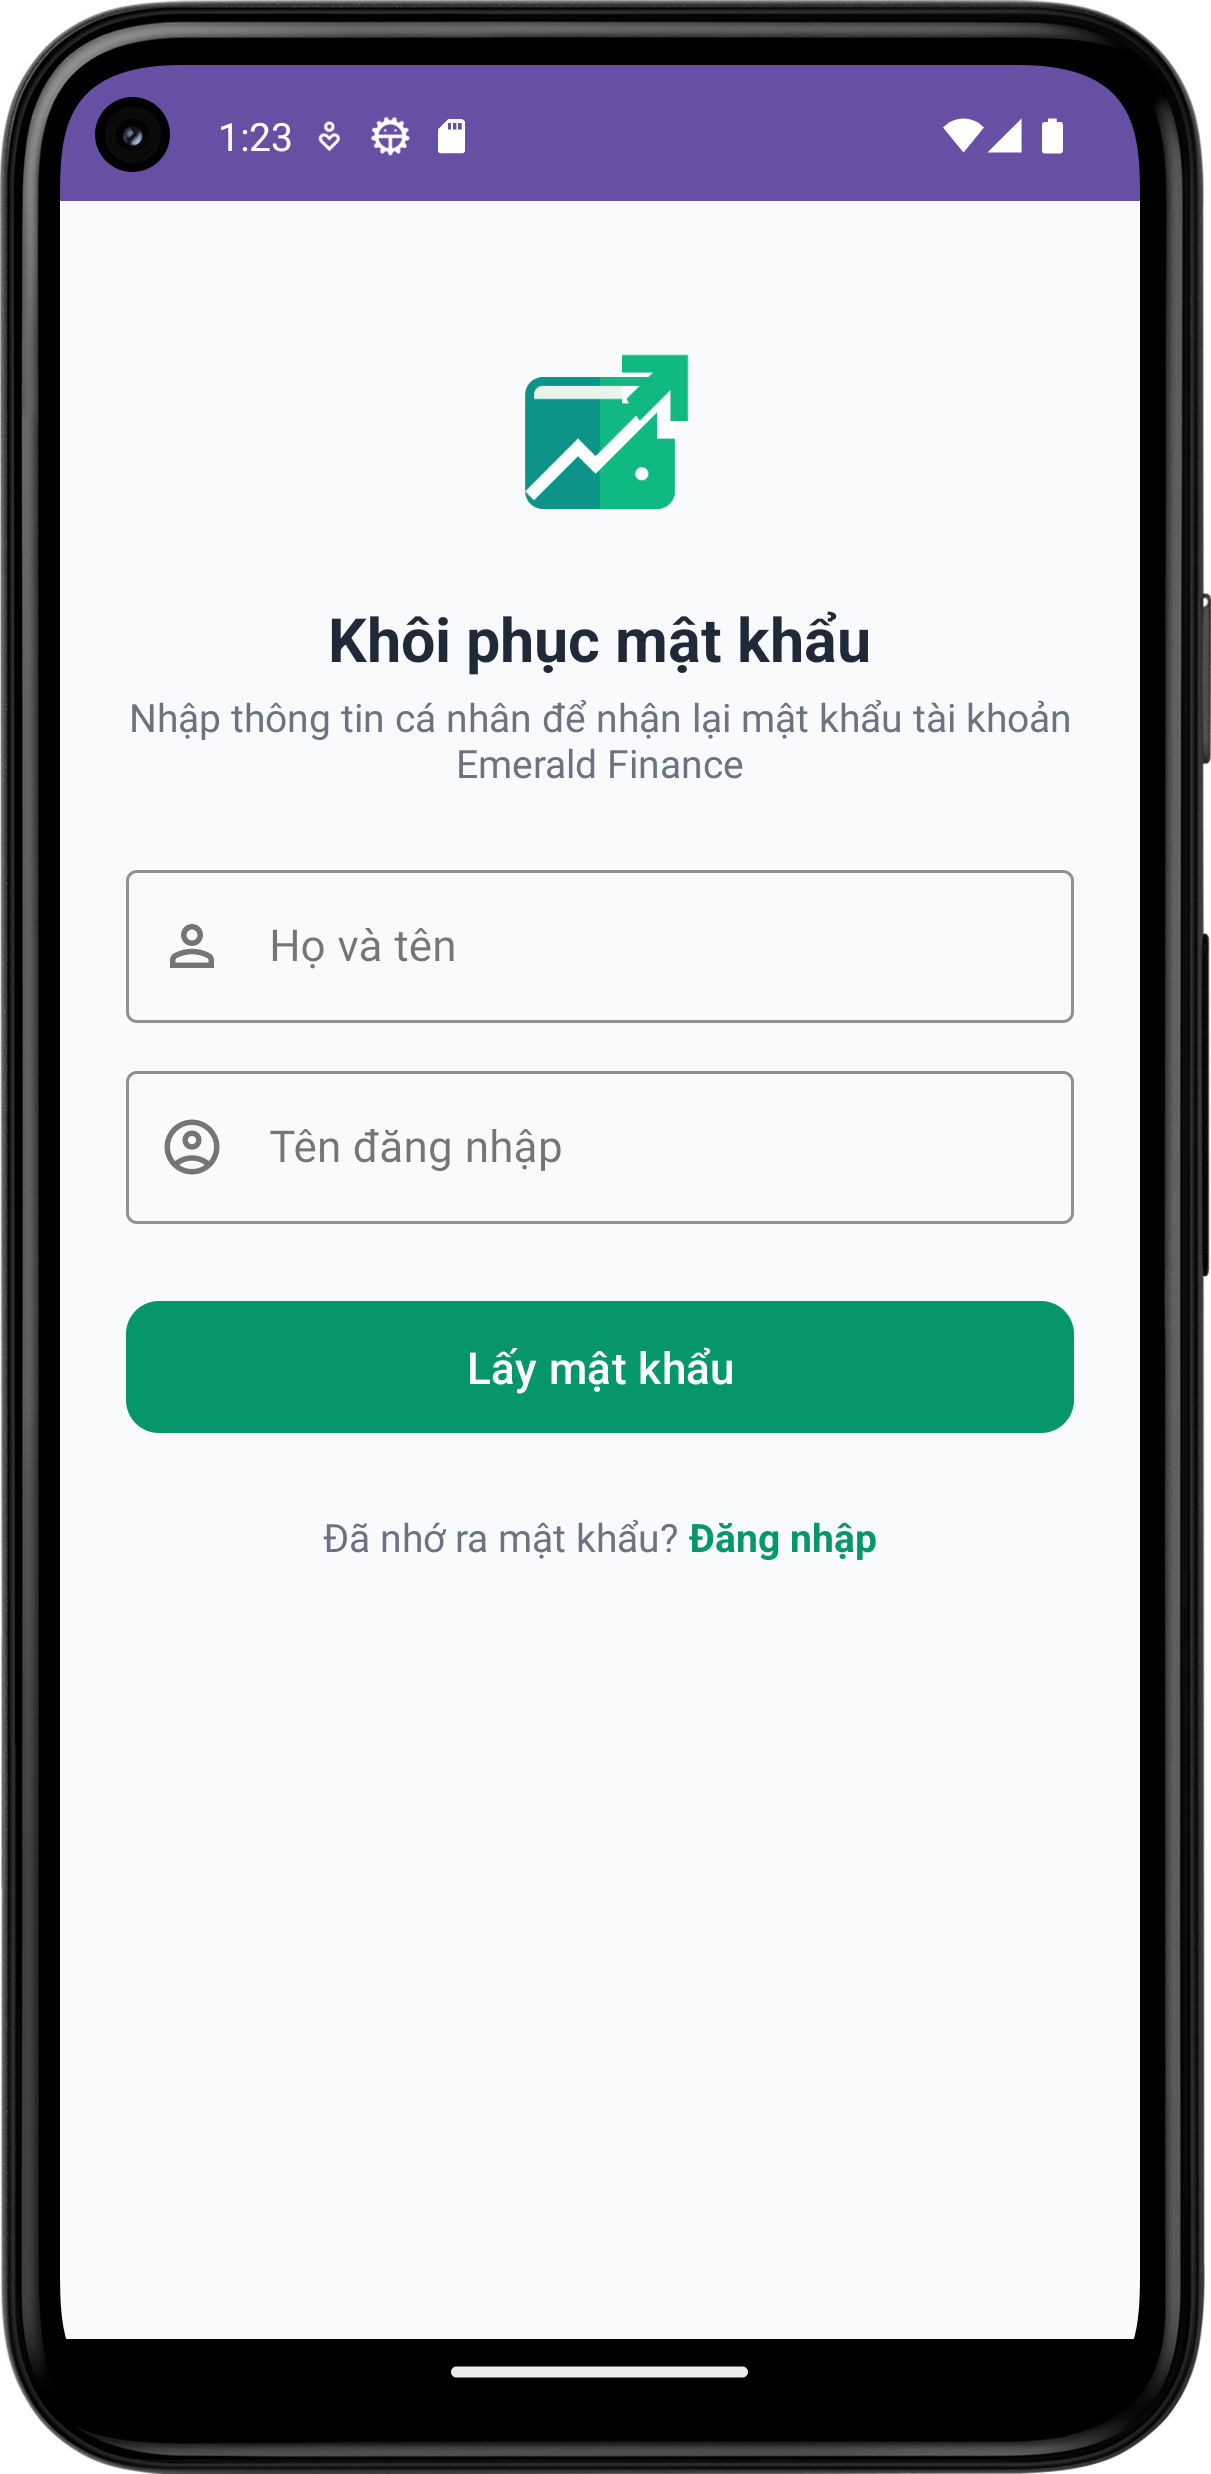 1:23
Khôi phục mật khẩu
Nhập thông tin cá nhân để nhận lại mật khẩu tài khoản
Emerald Finance
Họ và tên
Tên đăng nhập
Lấy mật khẩu
Đã nhớ ra mật khẩu? Đăng nhập